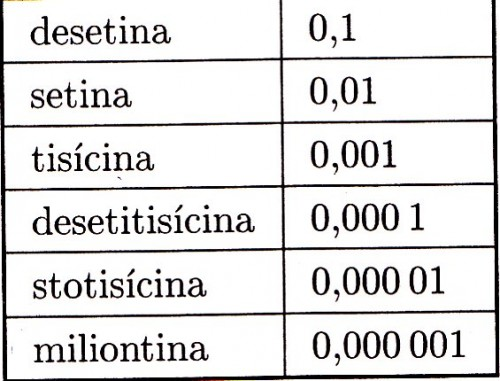 desetina 0,1
setina 0,01
tisícina 0,001
desetitisícina 0,000 1
stotisícina 0,000 01
miliontina 0,000 001